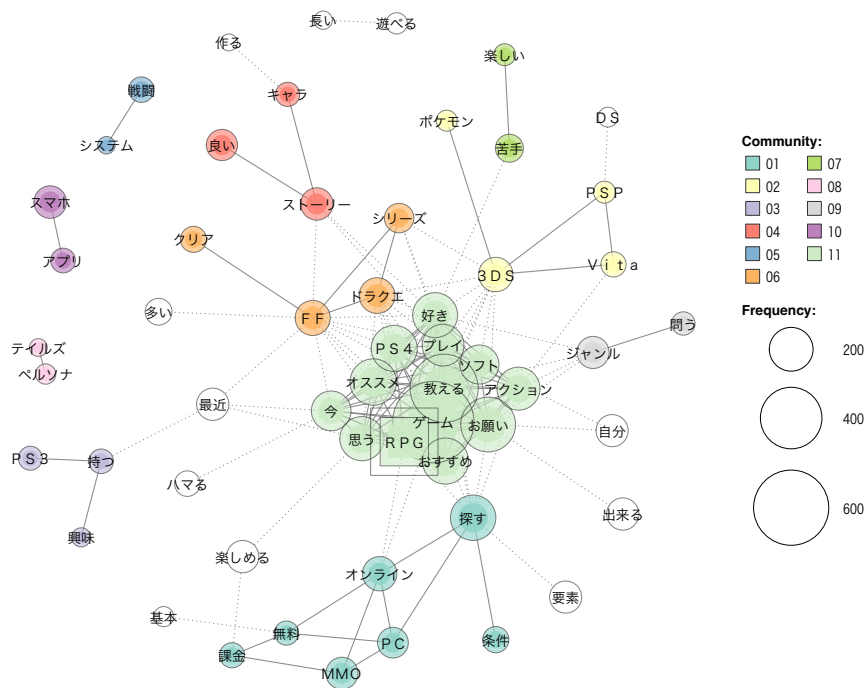 長い
遊べる
作る
楽しい
戦闘
キャラ
ポケモン
DS
システム
良い
苦手
スマホ
ストーリー
シリーズ
PSP
クリア
アプリ
3DS
Vita
ドラクエ
多い
FF
好き
問う
テイルズ
PS4
プレイ
ジャンル
ペルソナ
ソフト
オススメ
教える
アクション
最近
今
ゲーム
お願い
自分
思う
RPG
PS3
持つ
おすすめ
ハマる
探す
出来る
興味
楽しめる
オンライン
要素
基本
無料
PC
条件
課金
MMO
Community:
01
07
02
08
03
09
04
10
05
11
06
Frequency:
200
400
600